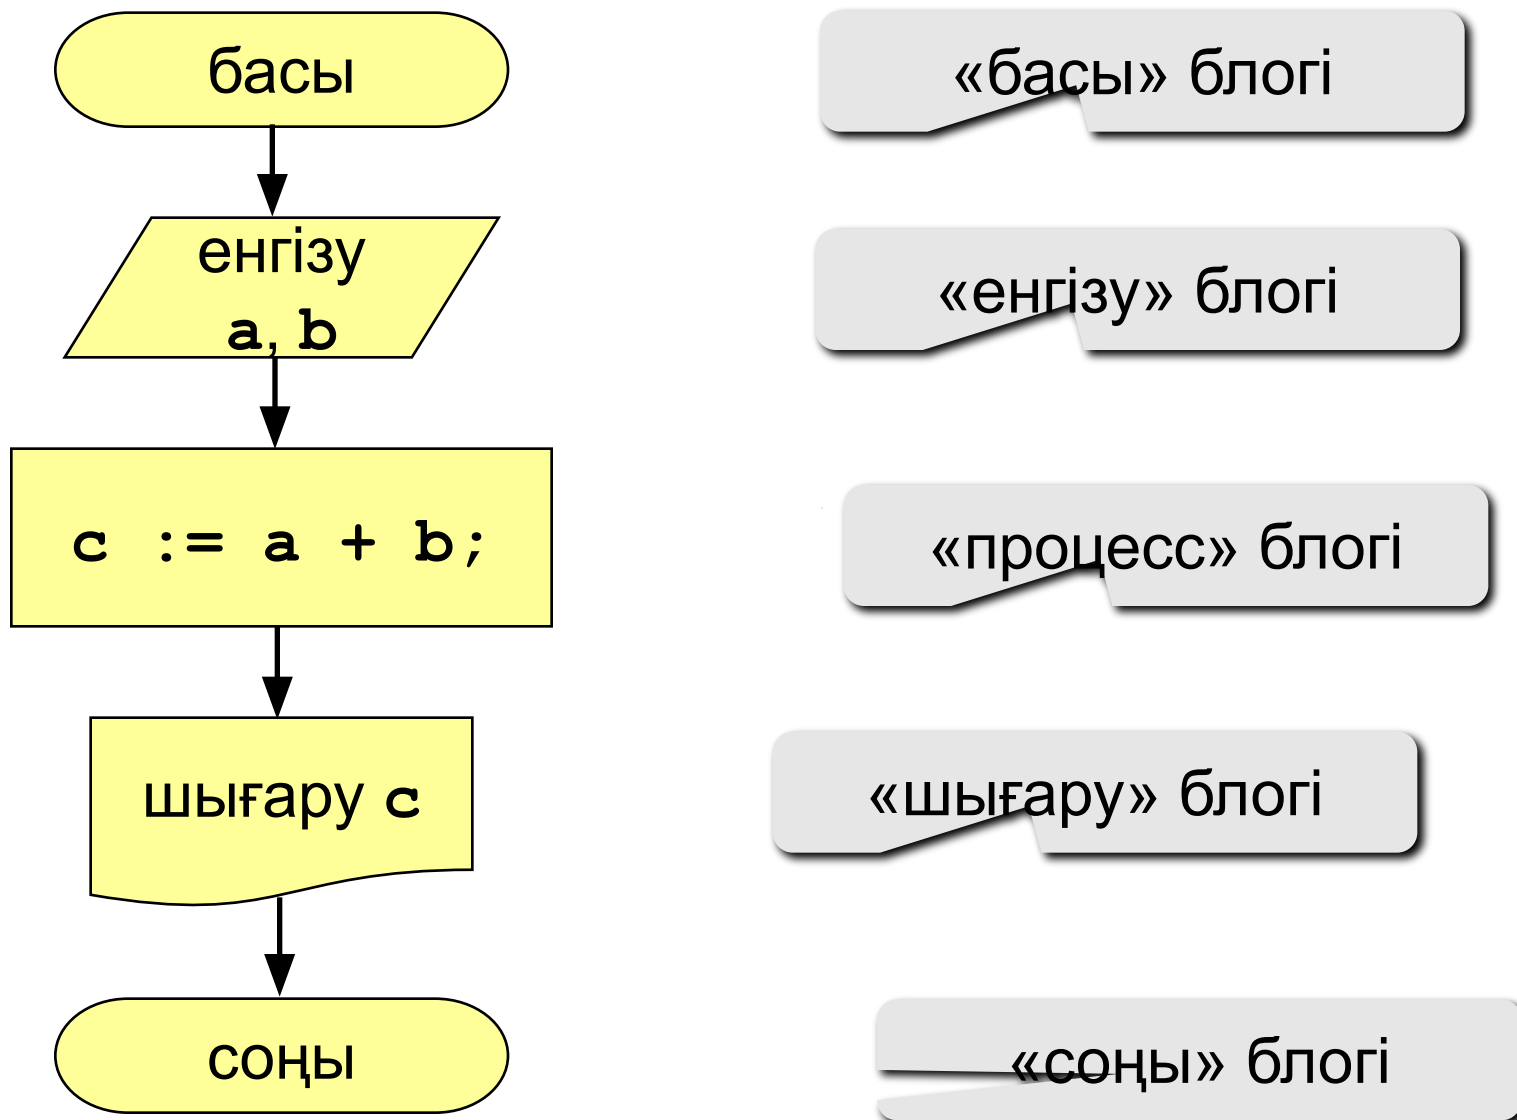 басы
«басы» блогі
енгізу
a, b
«енгізу» блогі
c := a + b;
«процесс» блогі
шығару c
«шығару» блогі
соңы
«соңы» блогі